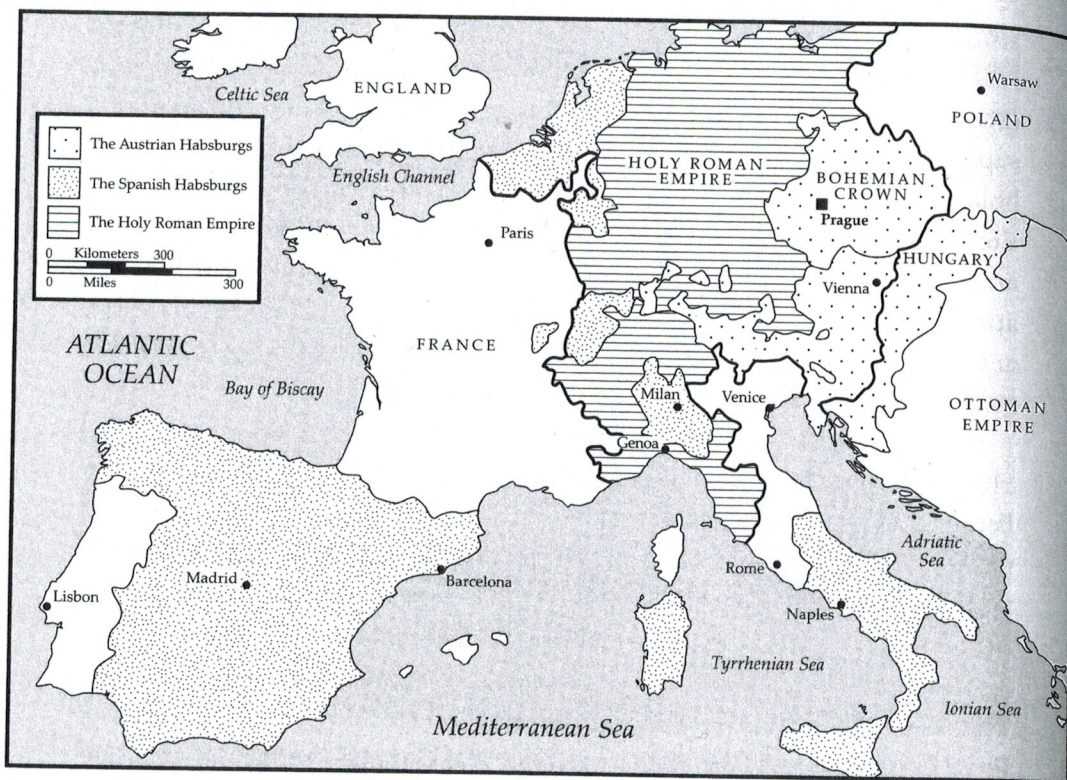 Celtic Sea
ENGLAND
Warsaw
POLAND
The Austrian Habsburgs
The Spanish Habsburgs
The Holy Roman Empire
0 Kilometers 300
0 Miles 300
English Channel
HOLY ROMAN
EMPIRE
BOHEMIAN
CROWN
Prague
Paris
HUNGARY
Vienna
ATLANTIC
OCEAN
FRANCE
Bay of Biscay
Milan
Venice
OTTOMAN
EMPIRE
Genoa
Adriatic
Sea
Rome
Madrid
Barcelona
Lisbon
Naples
Tyrrhenian Sea
Ionian Sea
Mediterranean Sea